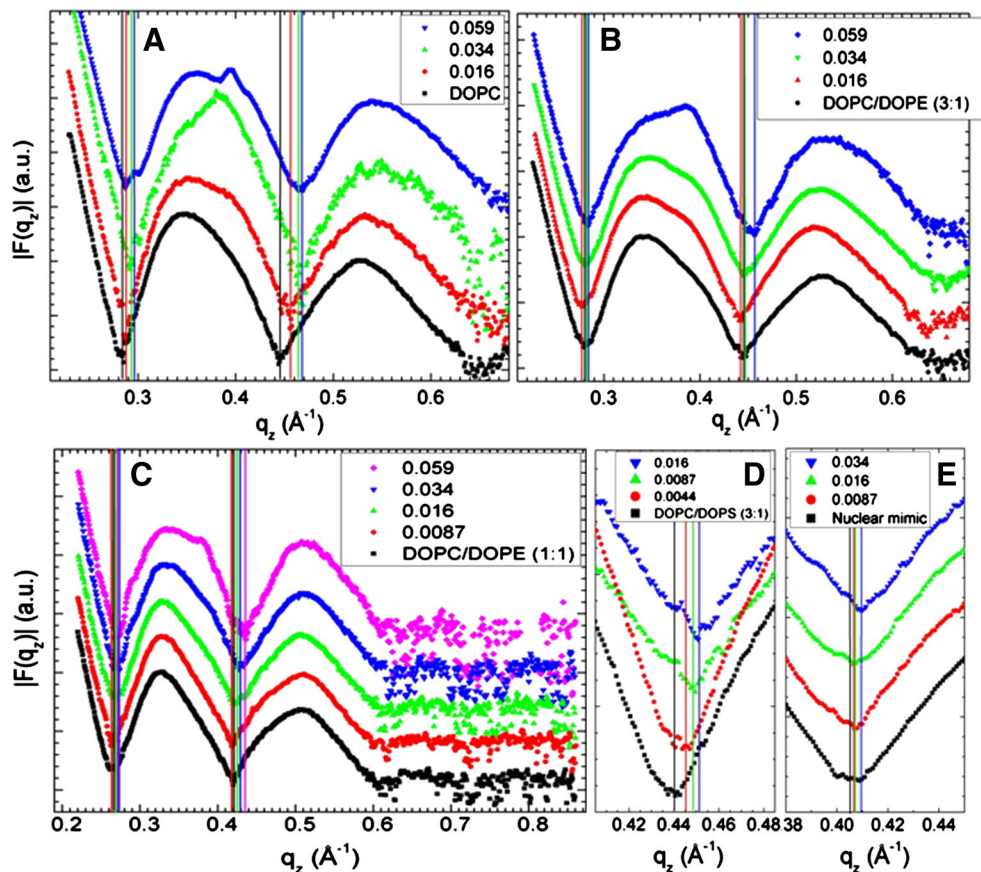 A
0.059
0.034
0.016
DOPC
|F(q_z)| (a.u.)
0.2 0.3 0.4 0.5 0.6
q_z (Å⁻¹)
B
0.059
0.034
0.016
DOPC/DOPE (3:1)
0.3 0.4 0.5 0.6
q_z (Å⁻¹)
C
0.059
0.034
0.016
0.0087
DOPC/DOPE (1:1)
|F(q_z)| (a.u.)
0.2 0.3 0.4 0.5 0.6 0.7 0.8
q_z (Å⁻¹)
D
0.016
0.0087
0.0044
DOPC/DOPS (3:1)
0.42 0.44 0.46 0.48
q_z (Å⁻¹)
E
0.034
0.016
0.0087
Nuclear mimic
38 0.40 0.42 0.44
q_z (Å⁻¹)